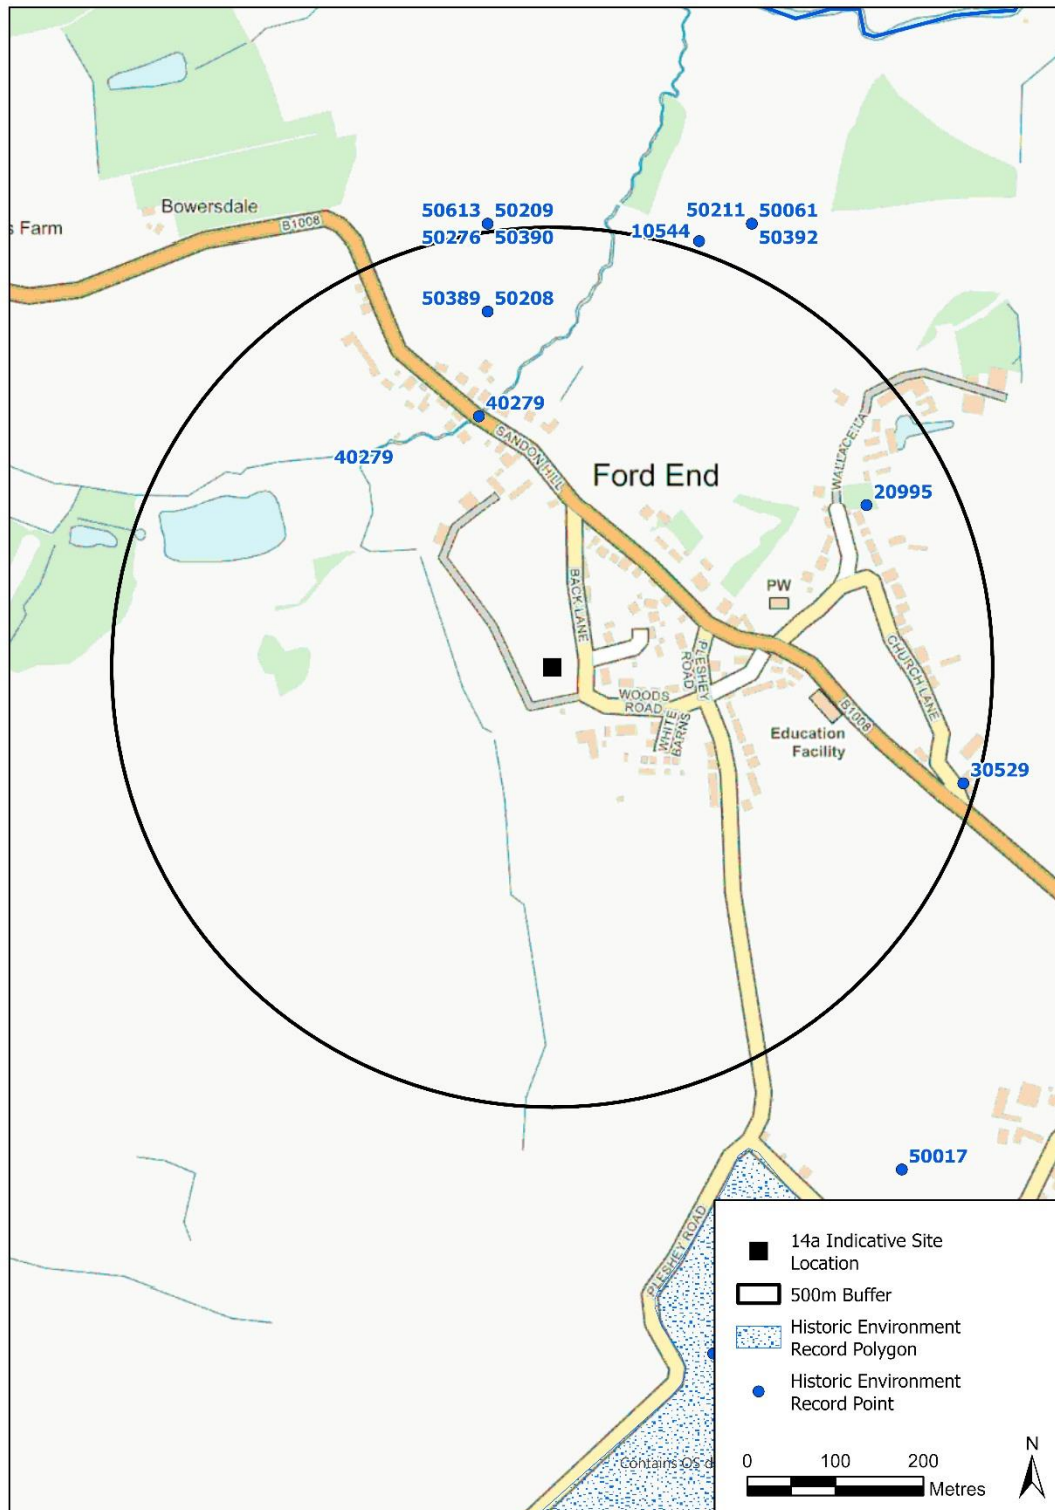 Bowersdale
B1008
s Farm
50613 50209
50276 50390
50211 50061
10544 50392
50389 50208
40279
SANDON HILL
40279
Ford End
WALLACE LA
20995
BACK LANE
PW
PLESHEY
ROAD
CHURCH LANE
WOODS
ROAD
WHITE
BARNS
Education
Facility
B1008
30529
50017
PLESHEY ROAD
14a Indicative Site
Location
500m Buffer
Historic Environment
Record Polygon
Historic Environment
Record Point
Contains OS d
0 100 200
Metres
N